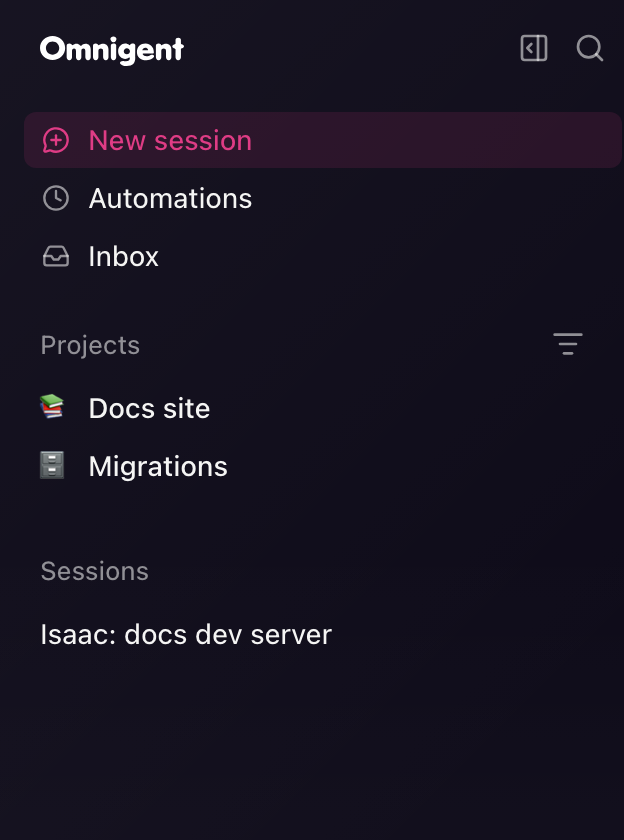 Omnigent
New session
Automations
Inbox
Projects
Docs site
Migrations
Sessions
Isaac: docs dev server